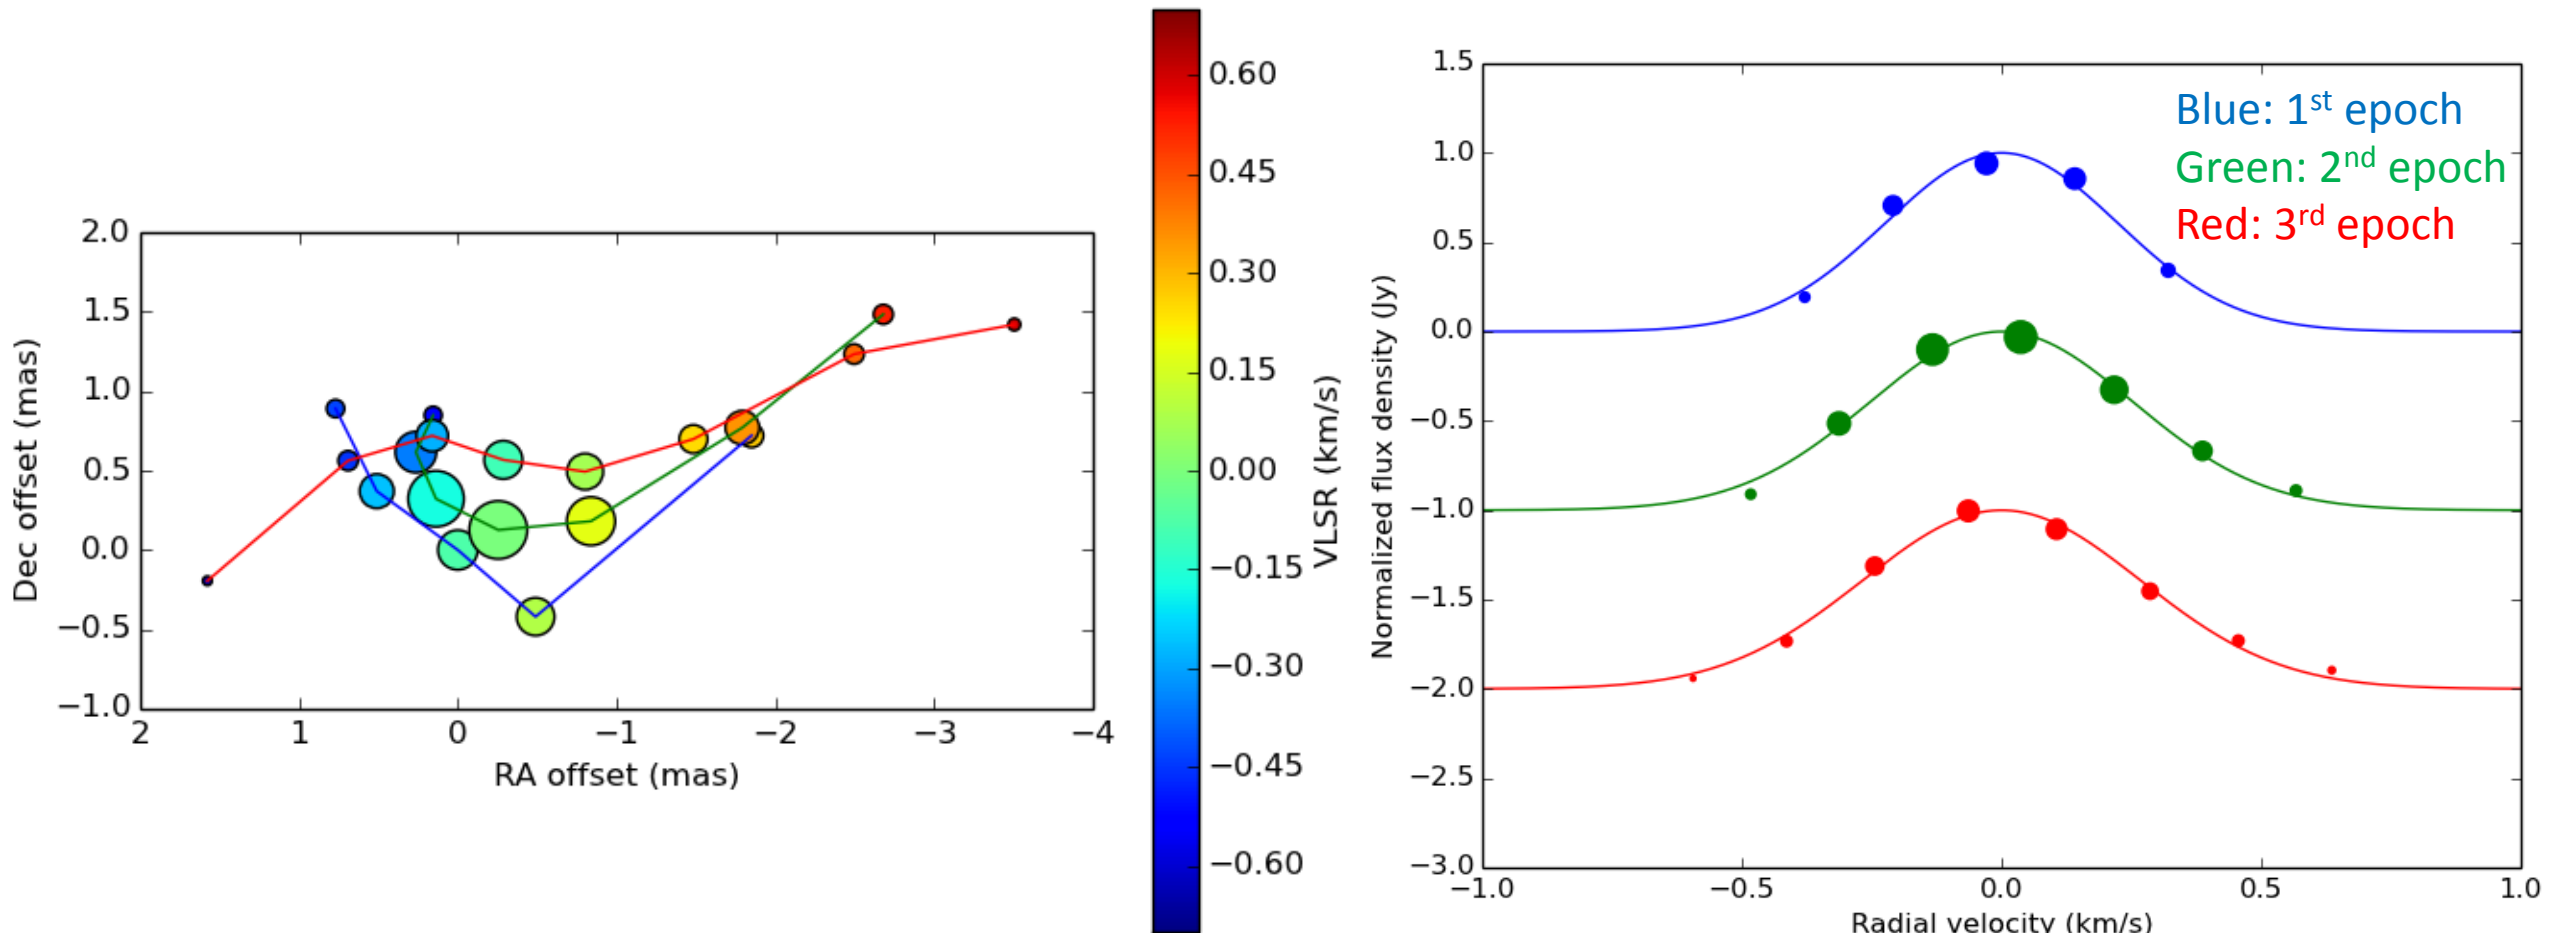 2.0
1.5
1.0
0.5
0.0
−0.5
−1.0
Dec offset (mas)
2 1 0 −1 −2 −3 −4
RA offset (mas)
0.60
0.45
0.30
0.15
0.00
−0.15
−0.30
−0.45
−0.60
VLSR (km/s)
1.5
1.0
0.5
0.0
−0.5
−1.0
−1.5
−2.0
−2.5
−3.0
Normalized flux density (Jy)
Blue: 1st epoch
Green: 2nd epoch
Red: 3rd epoch
−1.0 −0.5 0.0 0.5 1.0
Radial velocity (km/s)